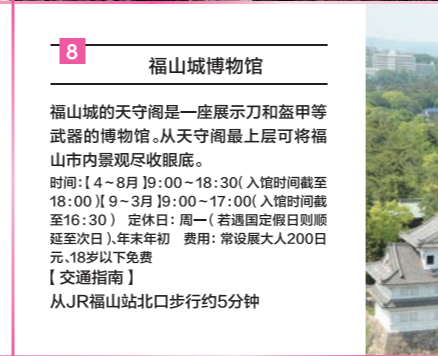 8
福山城博物馆
福山城的天守阁是一座展示刀和盔甲等
武器的博物馆。从天守阁最上层可将福
山市内景观尽收眼底。
时间:【4~8月】9:00~18:30(入馆时间截至
18:00)【9~3月】9:00~17:00(入馆时间截
至16:30) 定休日:周一(若遇国定假日则顺
延至次日)、年末年初 费用:常设展大人200日
元、18岁以下免费
【交通指南】
从JR福山站北口步行约5分钟